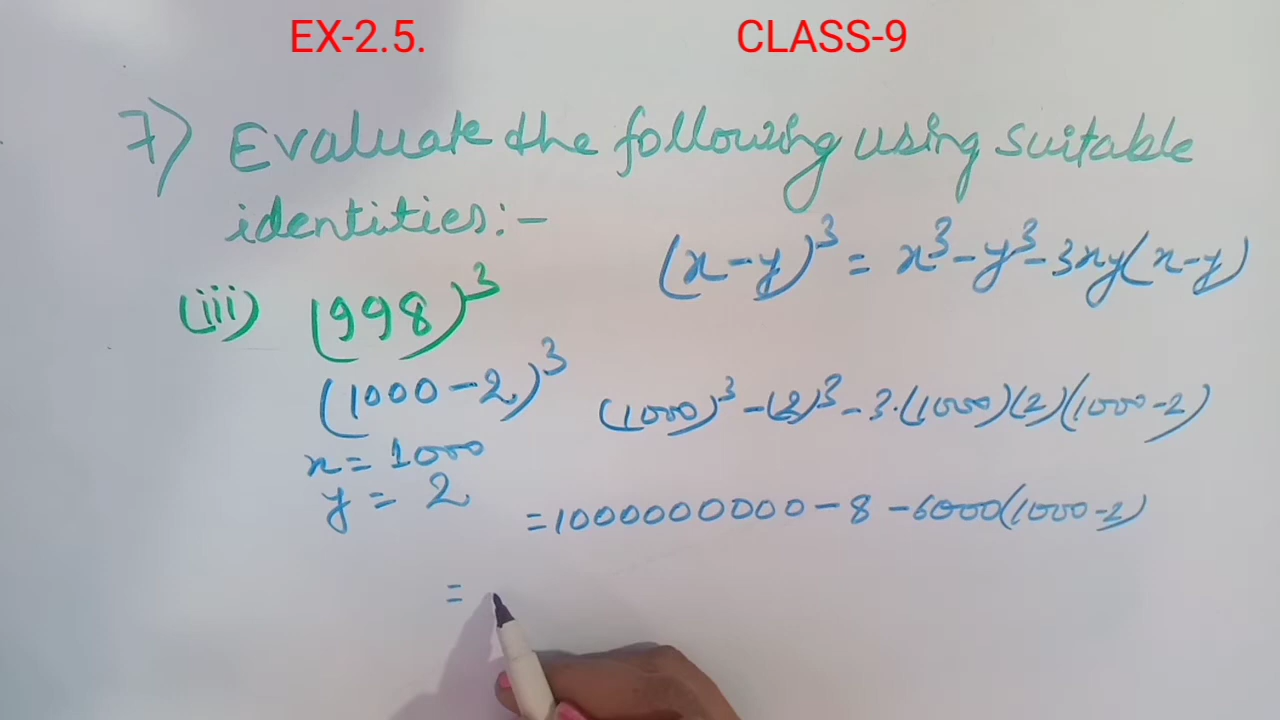 EX-2.5. CLASS-9
7) Evaluate the following using suitable
identities:-
(x-y)³ = x³-y³-3xy(x-y)
(iii) (998)³
(1000-2)³
(1000)³-(2)³-3.(1000)(2)(1000-2)
x = 1000
y = 2
=1000000000-8-6000(1000-2)
=